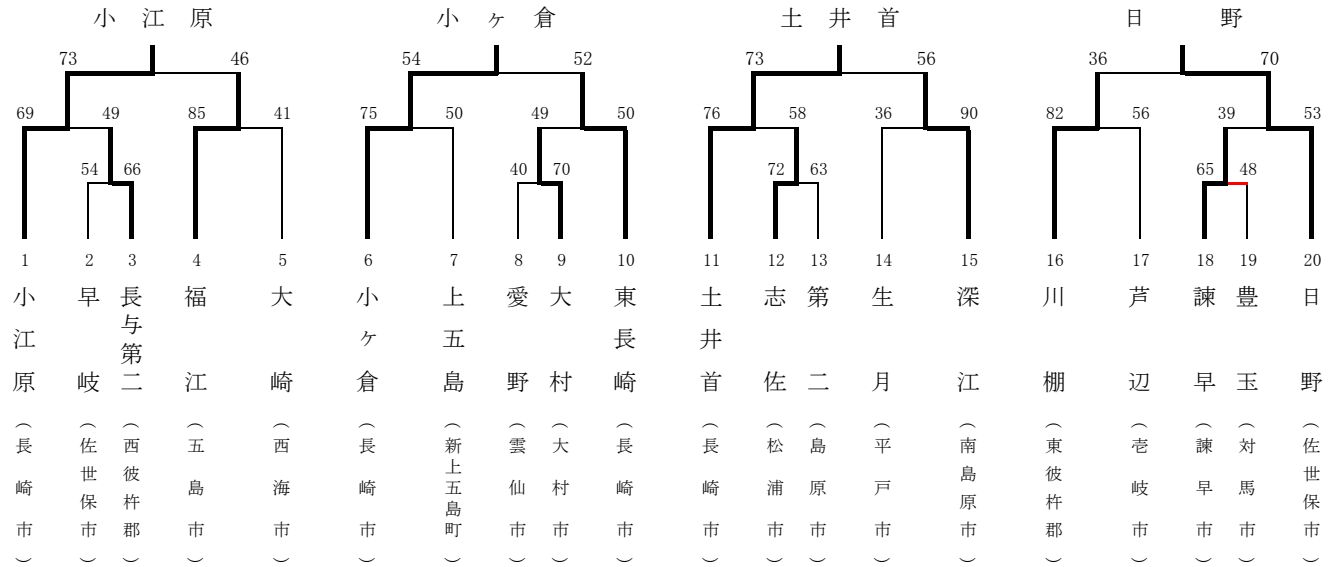 小江原 小ヶ倉 土井首 日野
73 46 54 52 73 56 36 70
69 49 85 41 75 50 49 50 76 58 36 90 82 56 39 53
54 66 40 70 72 63 65 48
1 2 3 4 5 6 7 8 9 10 11 12 13 14 15 16 17 18 19 20
小江原
早岐
長与第二
福江
大崎
小ヶ倉
上五島
愛野
大村
東長崎
土井首
志佐
第二
生月
深江
川棚
芦辺
諫早
豊玉
日野
(長崎市)
(佐世保市)
(西彼杵郡)
(五島市)
(西海市)
(長崎市)
(新上五島町)
(雲仙市)
(大村市)
(長崎市)
(長崎市)
(松浦市)
(島原市)
(平戸市)
(南島原市)
(東彼杵郡)
(壱岐市)
(諫早市)
(対馬市)
(佐世保市)